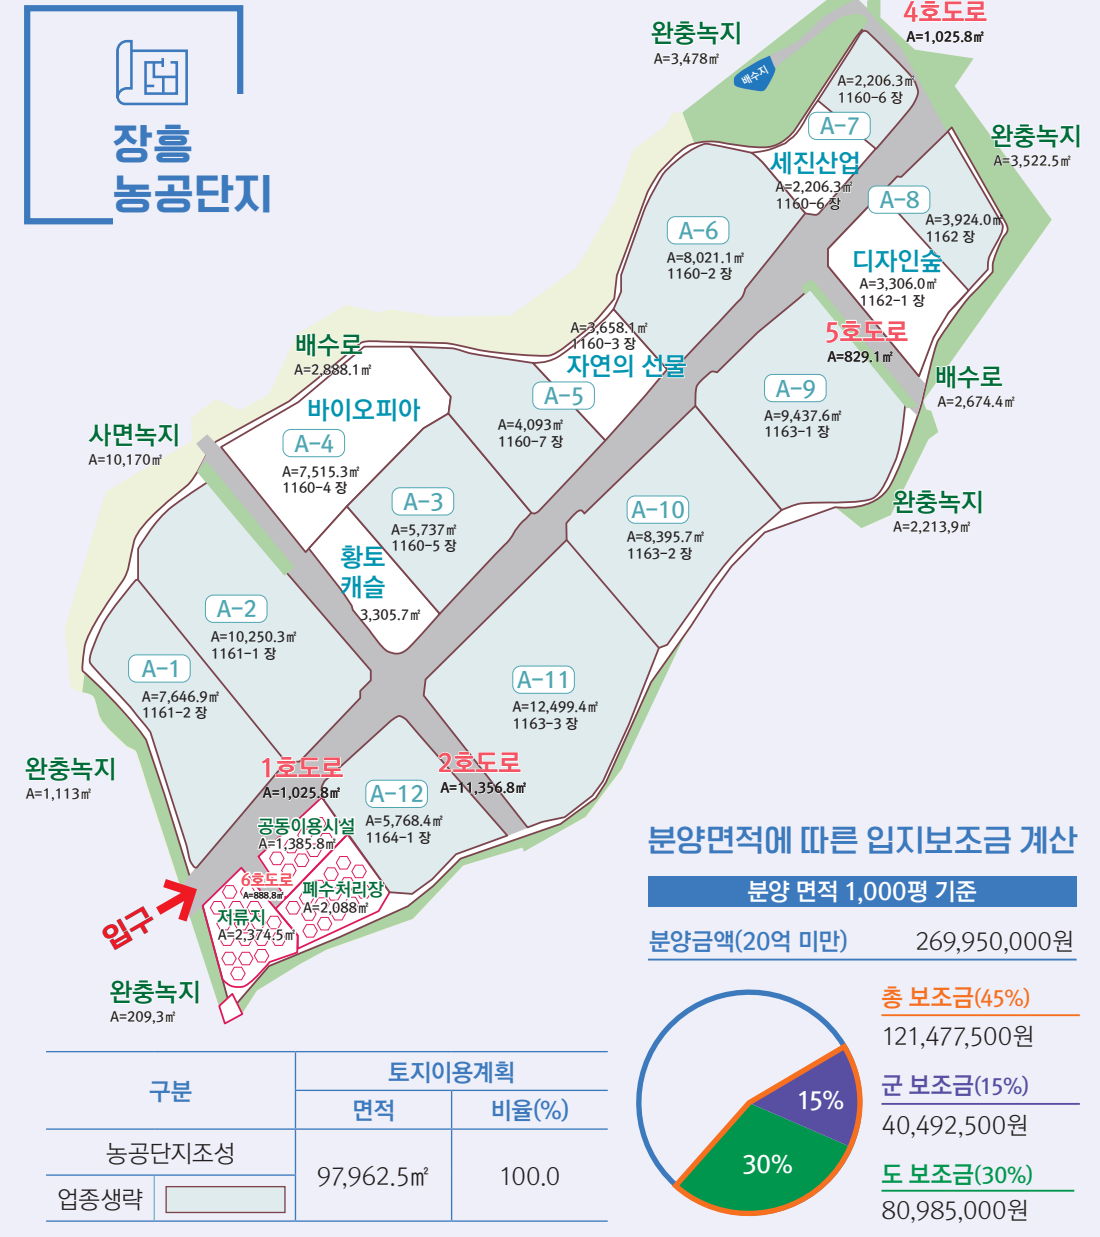 장흥
농공단지
완충녹지
A=3,478㎡
배수지
4호도로
A=1,025.8㎡
A=2,206.3㎡
1160-6 장
A-7
세진산업
A=2,206.3㎡
1160-6 장
완충녹지
A=3,522.5㎡
A-8
A=3,924.0㎡
1162 장
A-6
A=8,021.1㎡
1160-2 장
디자인숲
A=3,306.0㎡
1162-1 장
A=3,658.1㎡
1160-3 장
자연의 선물
5호도로
A=829.1㎡
배수로
A=2,888.1㎡
배수로
A=2,674.4㎡
바이오피아
A-4
A=7,515.3㎡
1160-4 장
A-5
A=4,093㎡
1160-7 장
A-9
A=9,437.6㎡
1163-1 장
사면녹지
A=10,170㎡
A-3
A=5,737㎡
1160-5 장
A-10
A=8,395.7㎡
1163-2 장
완충녹지
A=2,213,9㎡
황토
캐슬
3,305.7㎡
A-2
A=10,250.3㎡
1161-1 장
A-1
A=7,646.9㎡
1161-2 장
A-11
A=12,499.4㎡
1163-3 장
완충녹지
A=1,113㎡
1호도로
A=1,025.8㎡
2호도로
A=11,356.8㎡
A-12
A=5,768.4㎡
1164-1 장
공동이용시설
A=1,385.8㎡
6호도로
A=888.8㎡
폐수처리장
A=2,088㎡
저류지
A=2,374.5㎡
입구
완충녹지
A=209,3㎡
분양면적에 따른 입지보조금 계산
분양 면적 1,000평 기준
분양금액(20억 미만) 269,950,000원
총 보조금(45%)
121,477,500원
군 보조금(15%)
40,492,500원
도 보조금(30%)
80,985,000원
15%
30%
구분 토지이용계획
면적 비율(%)
농공단지조성 97,962.5㎡ 100.0
업종생략